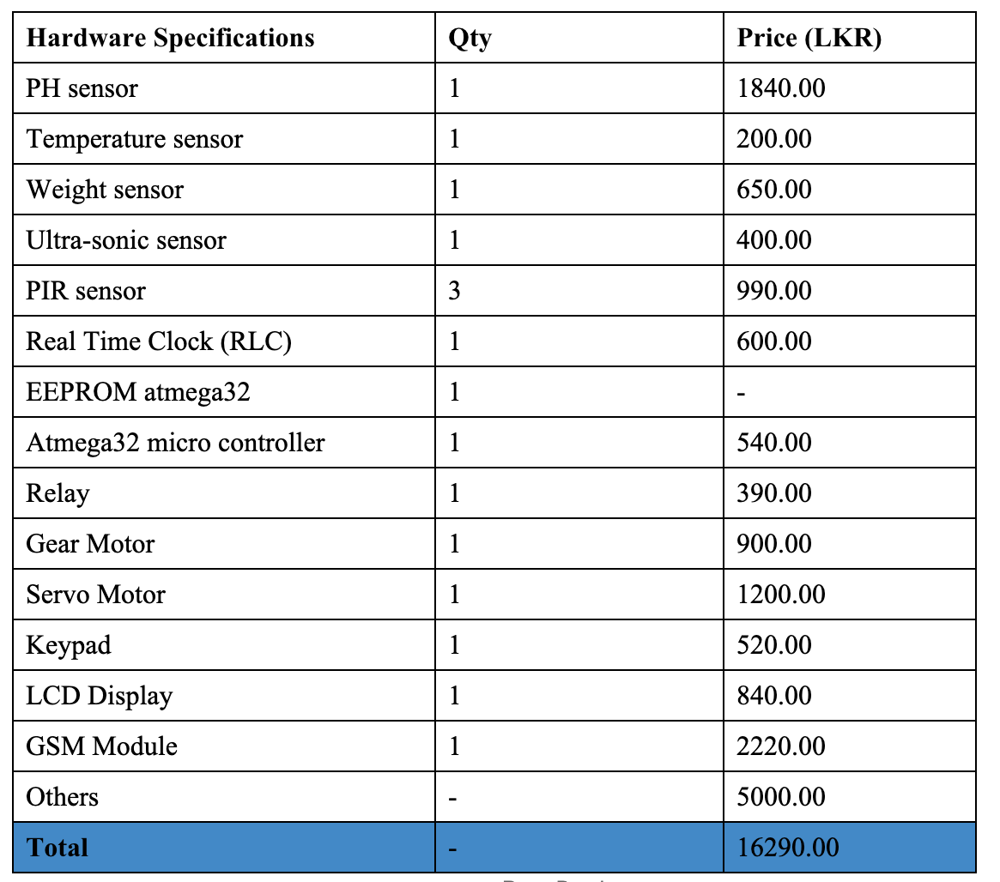 Hardware Specifications Qty Price (LKR)
PH sensor 1 1840.00
Temperature sensor 1 200.00
Weight sensor 1 650.00
Ultra-sonic sensor 1 400.00
PIR sensor 3 990.00
Real Time Clock (RLC) 1 600.00
EEPROM atmega32 1 -
Atmega32 micro controller 1 540.00
Relay 1 390.00
Gear Motor 1 900.00
Servo Motor 1 1200.00
Keypad 1 520.00
LCD Display 1 840.00
GSM Module 1 2220.00
Others - 5000.00
Total - 16290.00